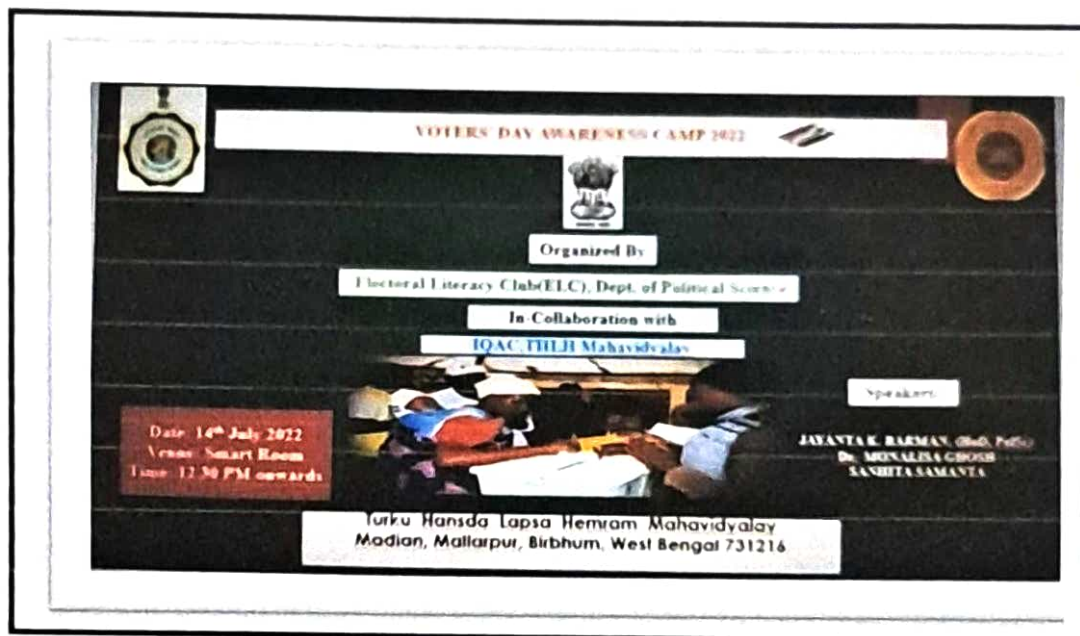 VOTERS' DAY AWARENESS CAMP 2022
Organized By
Electoral Literacy Club(ELC), Dept. of Political Science
In-Collaboration with
IQAC,THLH Mahavidyalay
Speakers
Date: 14th July 2022
Venue: Smart Room
Time: 12.30 PM onwards
JAYANTA K. BARMAN, (HoD, PolSc)
Dr. MONALISA GHOSH
SANHITA SAMANTA
Turku Hansda Lapsa Hemram Mahavidyalay
Madian, Mallarpur, Birbhum, West Bengal 731216